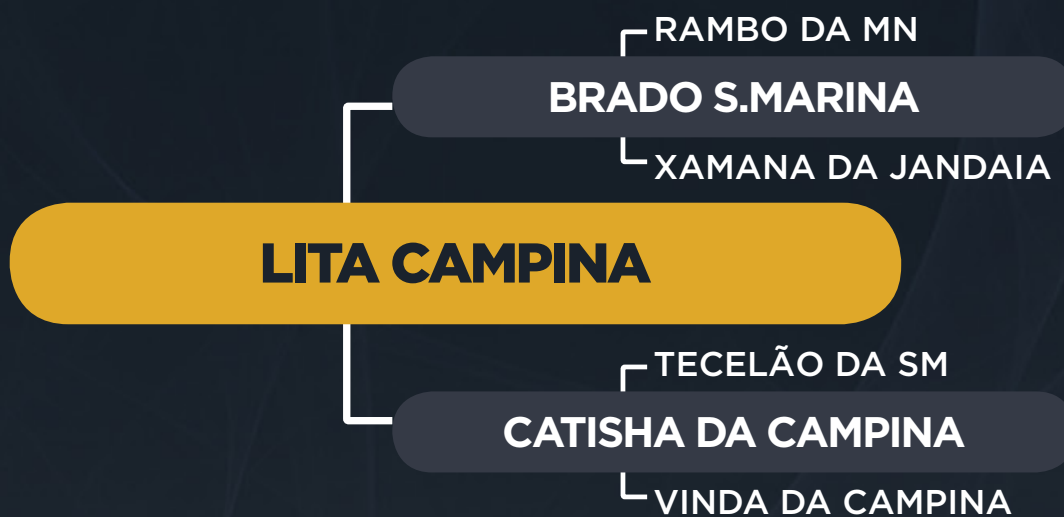 RAMBO DA MN
BRADO S.MARINA
XAMANA DA JANDAIA
LITA CAMPINA
TECELÃO DA SM
CATISHA DA CAMPINA
VINDA DA CAMPINA